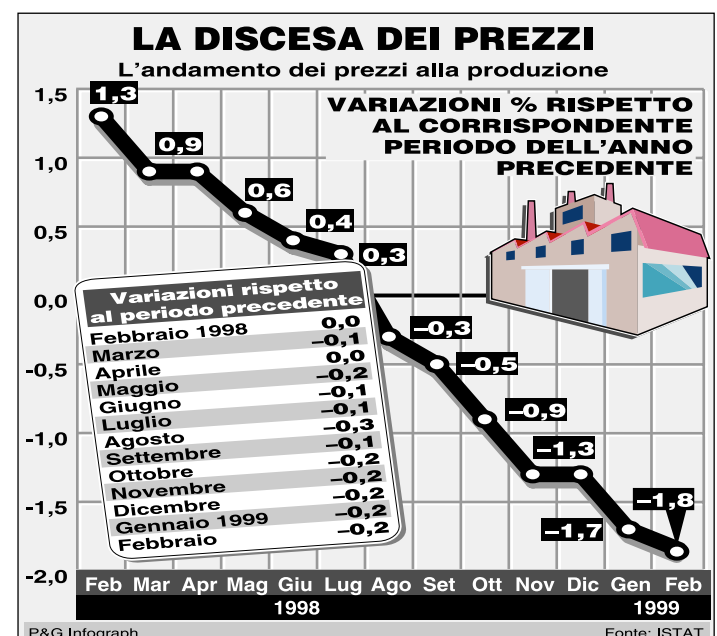 LA DISCESA DEI PREZZI
L'andamento dei prezzi alla produzione
VARIAZIONI % RISPETTO
AL CORRISPONDENTE
PERIODO DELL'ANNO
PRECEDENTE
1,5
1,0
0,5
0,0
-0,5
-1,0
-1,5
-2,0
1,3
0,9
0,6
0,4
0,3
–0,3
–0,5
–0,9
–1,3
–1,7
–1,8
Variazioni rispetto
al periodo precedente
Febbraio 1998 0,0
Marzo –0,1
Aprile 0,0
Maggio –0,2
Giugno –0,1
Luglio –0,1
Agosto –0,3
Settembre –0,1
Ottobre –0,2
Novembre –0,2
Dicembre –0,2
Gennaio 1999 –0,2
Febbraio –0,2
Feb Mar Apr Mag Giu Lug Ago Set Ott Nov Dic Gen Feb
1998 1999
P&G Infograph Fonte: ISTAT